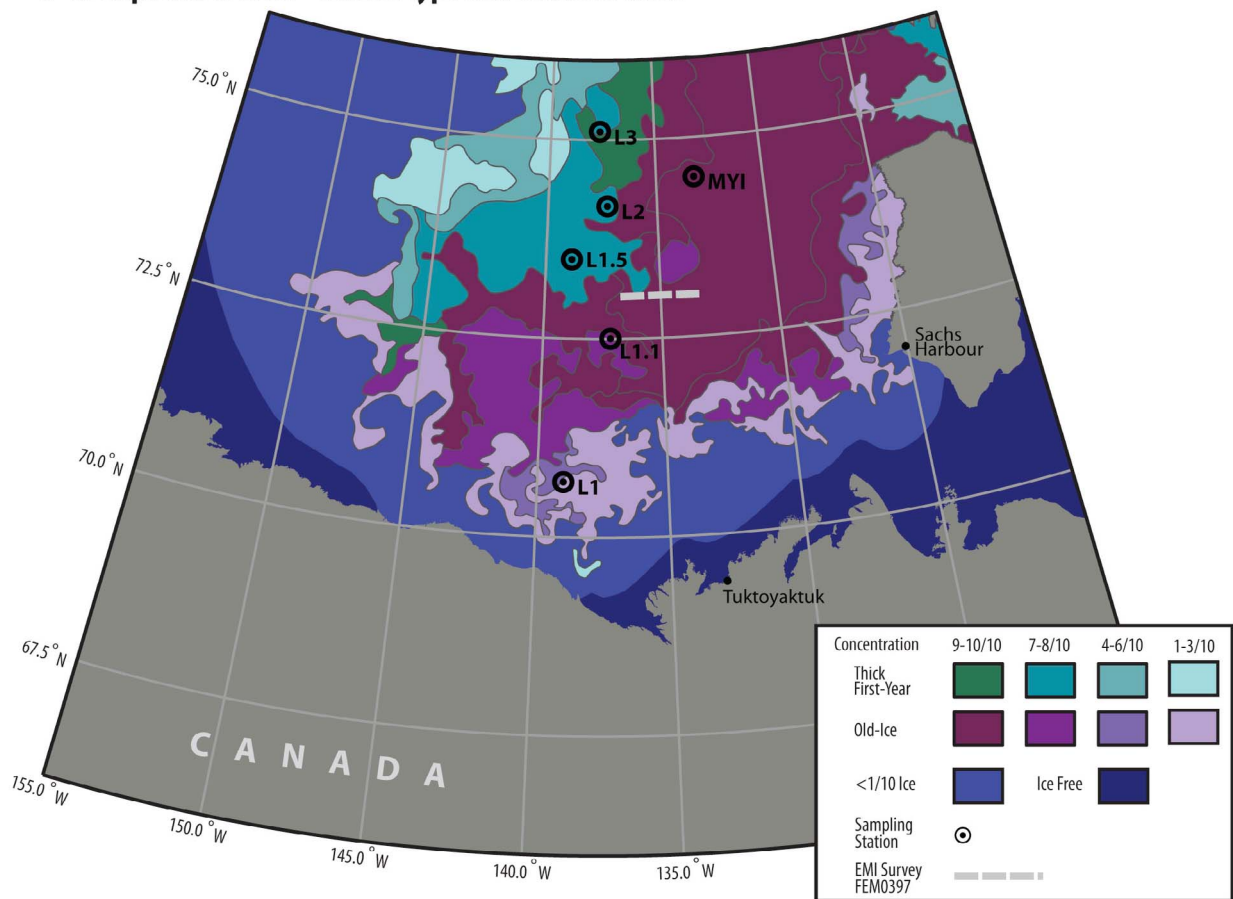 75.0°N
72.5°N
70.0°N
67.5°N
155.0°W
150.0°W
145.0°W
140.0°W
135.0°W
L3
MYI
L2
L1.5
L1.1
L1
Sachs
Harbour
Tuktoyaktuk
CANADA
Concentration 9-10/10 7-8/10 4-6/10 1-3/10
Thick
First-Year
Old-Ice
<1/10 Ice Ice Free
Sampling
Station
EMI Survey
FEM0397